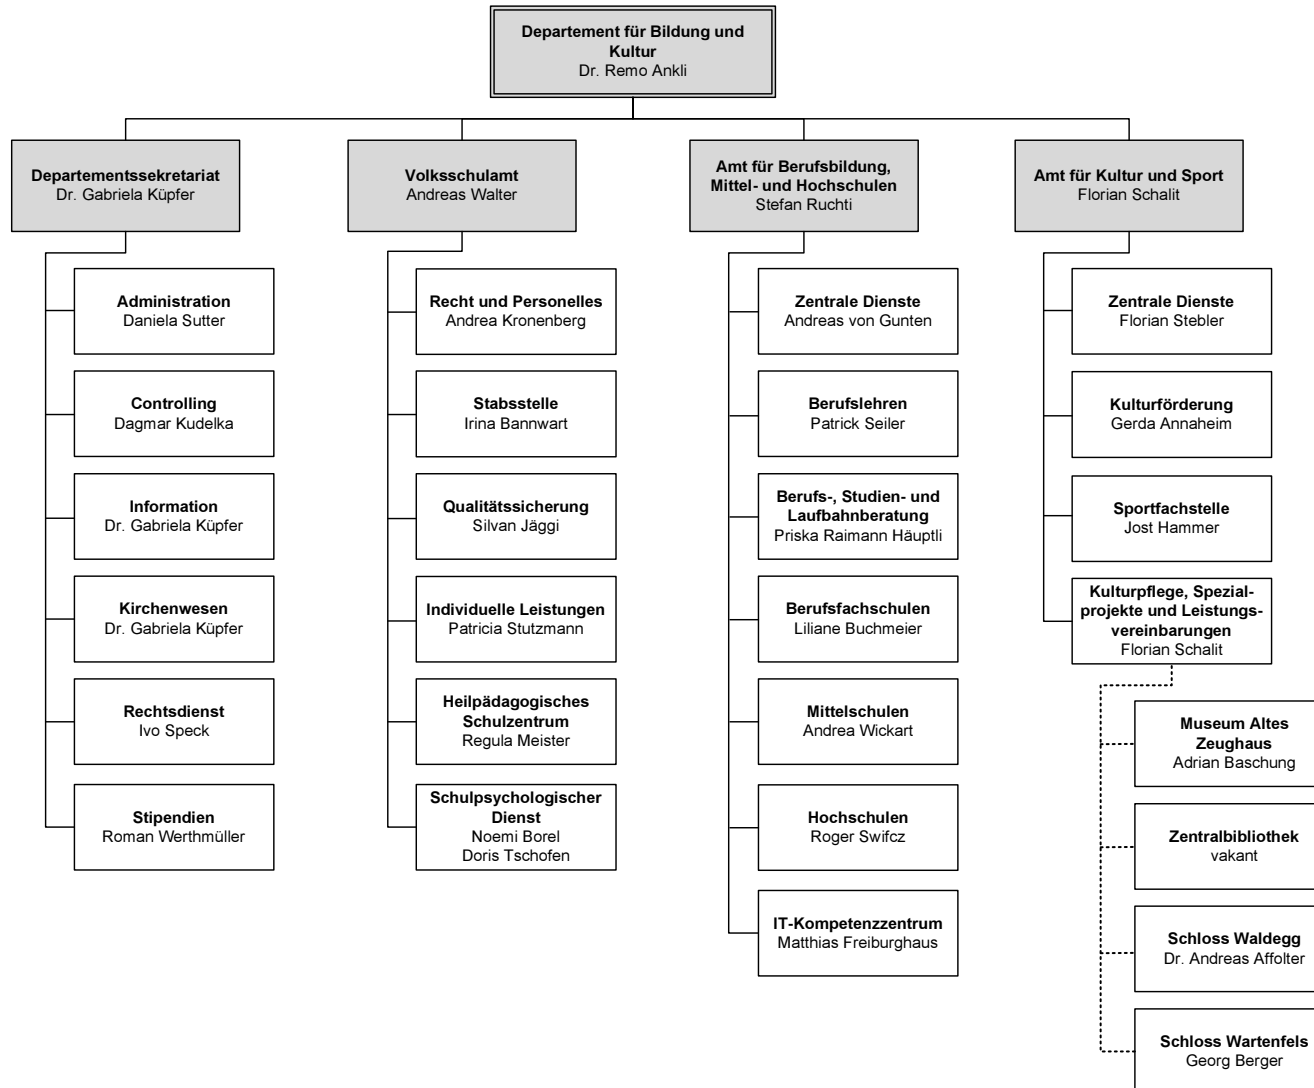 Departement für Bildung und
Kultur
Dr. Remo Ankli
Departementssekretariat
Dr. Gabriela Küpfer
Administration
Daniela Sutter
Controlling
Dagmar Kudelka
Information
Dr. Gabriela Küpfer
Kirchenwesen
Dr. Gabriela Küpfer
Rechtsdienst
Ivo Speck
Stipendien
Roman Werthmüller
Volksschulamt
Andreas Walter
Recht und Personelles
Andrea Kronenberg
Stabsstelle
Irina Bannwart
Qualitätssicherung
Silvan Jäggi
Individuelle Leistungen
Patricia Stutzmann
Heilpädagogisches
Schulzentrum
Regula Meister
Schulpsychologischer
Dienst
Noemi Borel
Doris Tschofen
Amt für Berufsbildung,
Mittel- und Hochschulen
Stefan Ruchti
Zentrale Dienste
Andreas von Gunten
Berufslehren
Patrick Seiler
Berufs-, Studien- und
Laufbahnberatung
Priska Raimann Häuptli
Berufsfachschulen
Liliane Buchmeier
Mittelschulen
Andrea Wickart
Hochschulen
Roger Swifcz
IT-Kompetenzzentrum
Matthias Freiburghaus
Amt für Kultur und Sport
Florian Schalit
Zentrale Dienste
Florian Stebler
Kulturförderung
Gerda Annaheim
Sportfachstelle
Jost Hammer
Kulturpflege, Spezial-
projekte und Leistungs-
vereinbarungen
Florian Schalit
Museum Altes
Zeughaus
Adrian Baschung
Zentralbibliothek
vakant
Schloss Waldegg
Dr. Andreas Affolter
Schloss Wartenfels
Georg Berger